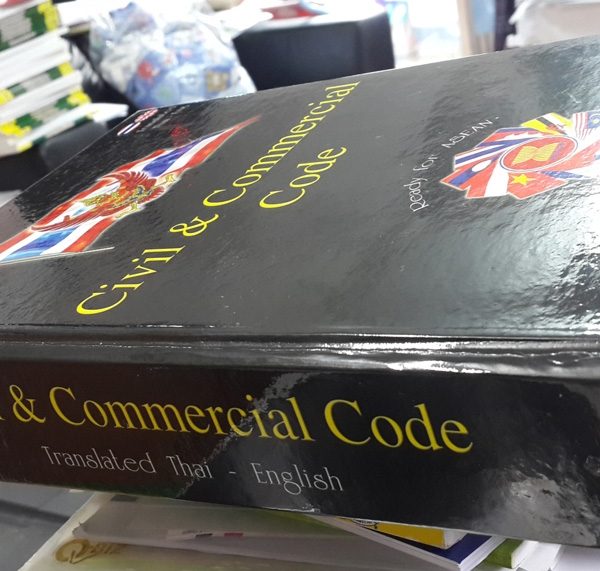 Civil & Commercial
Code
Ready for ASEAN.
& Commercial Code
Translated Thai - English